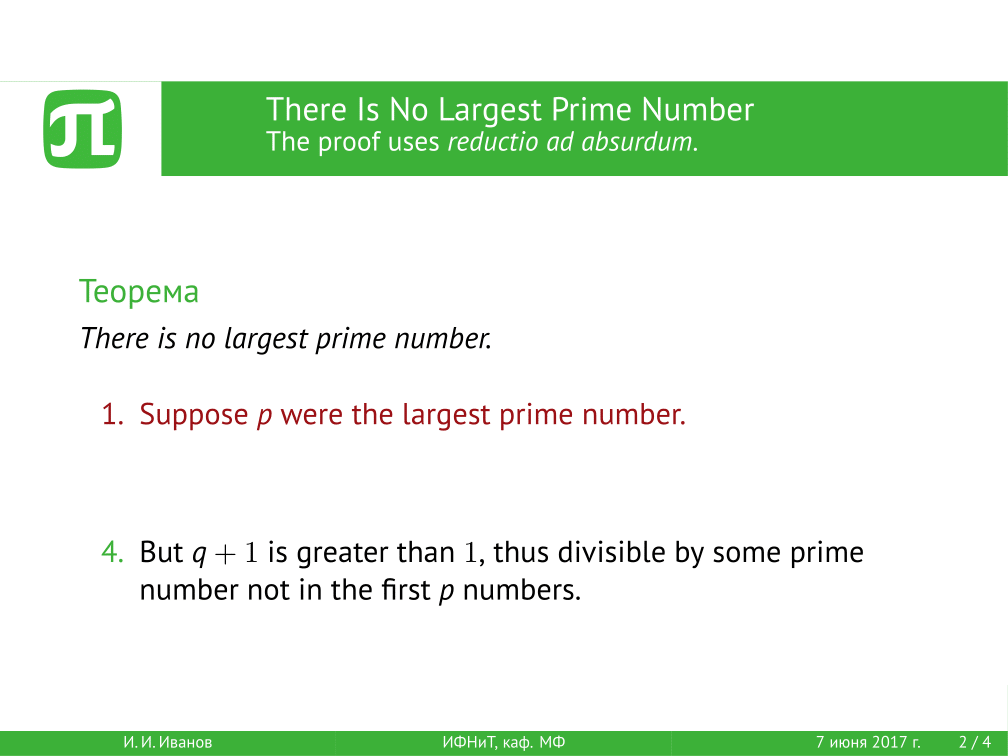 There Is No Largest Prime Number
The proof uses reductio ad absurdum.
Теорема
There is no largest prime number.
1. Suppose p were the largest prime number.
4. But q + 1 is greater than 1, thus divisible by some prime
number not in the first p numbers.
И. И. Иванов
ИФНиТ, каф. МФ
7 июня 2017 г.
2 / 4